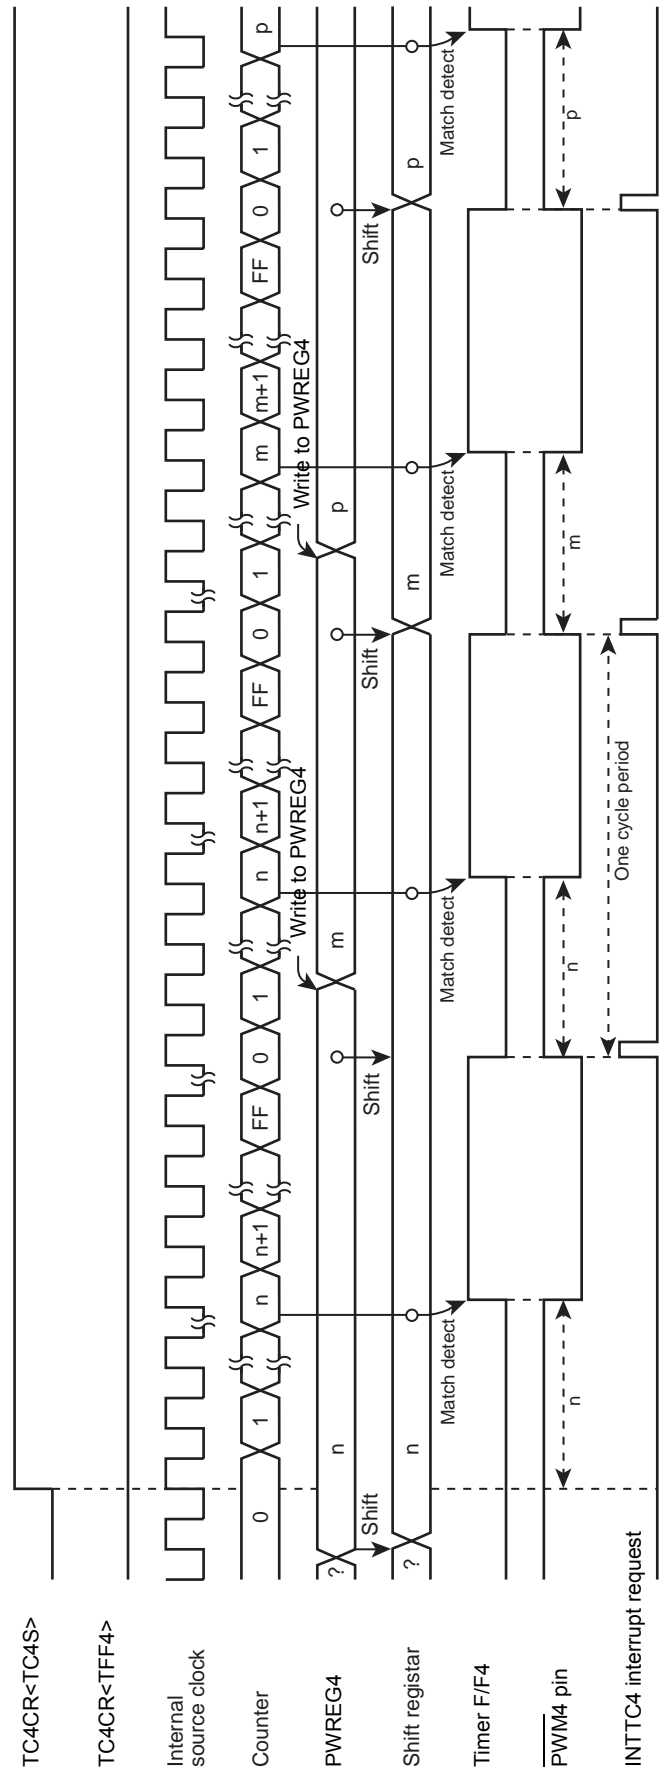 TC4CR<TC4S>
TC4CR<TFF4>
Internal
source clock
Counter 0 1 n n+1 FF 0 1 n n+1 FF 0 1 m m+1 FF 0 1 p
Write to PWREG4 Write to PWREG4
PWREG4 ? n m p
Shift Shift Shift Shift
Shift registar ? n m p
Match detect Match detect Match detect Match detect
Timer F/F4
PWM4 pin
n n m p
One cycle period
INTTC4 interrupt request